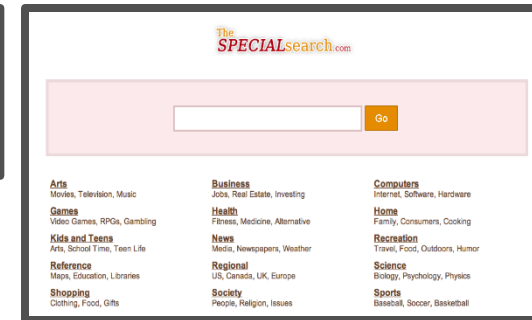 The
SPECIALsearch.com
Go
Arts
Movies, Television, Music
Business
Jobs, Real Estate, Investing
Computers
Internet, Software, Hardware
Games
Video Games, RPGs, Gambling
Health
Fitness, Medicine, Alternative
Home
Family, Consumers, Cooking
Kids and Teens
Arts, School Time, Teen Life
News
Media, Newspapers, Weather
Recreation
Travel, Food, Outdoors, Humor
Reference
Maps, Education, Libraries
Regional
US, Canada, UK, Europe
Science
Biology, Psychology, Physics
Shopping
Clothing, Food, Gifts
Society
People, Religion, Issues
Sports
Baseball, Soccer, Basketball